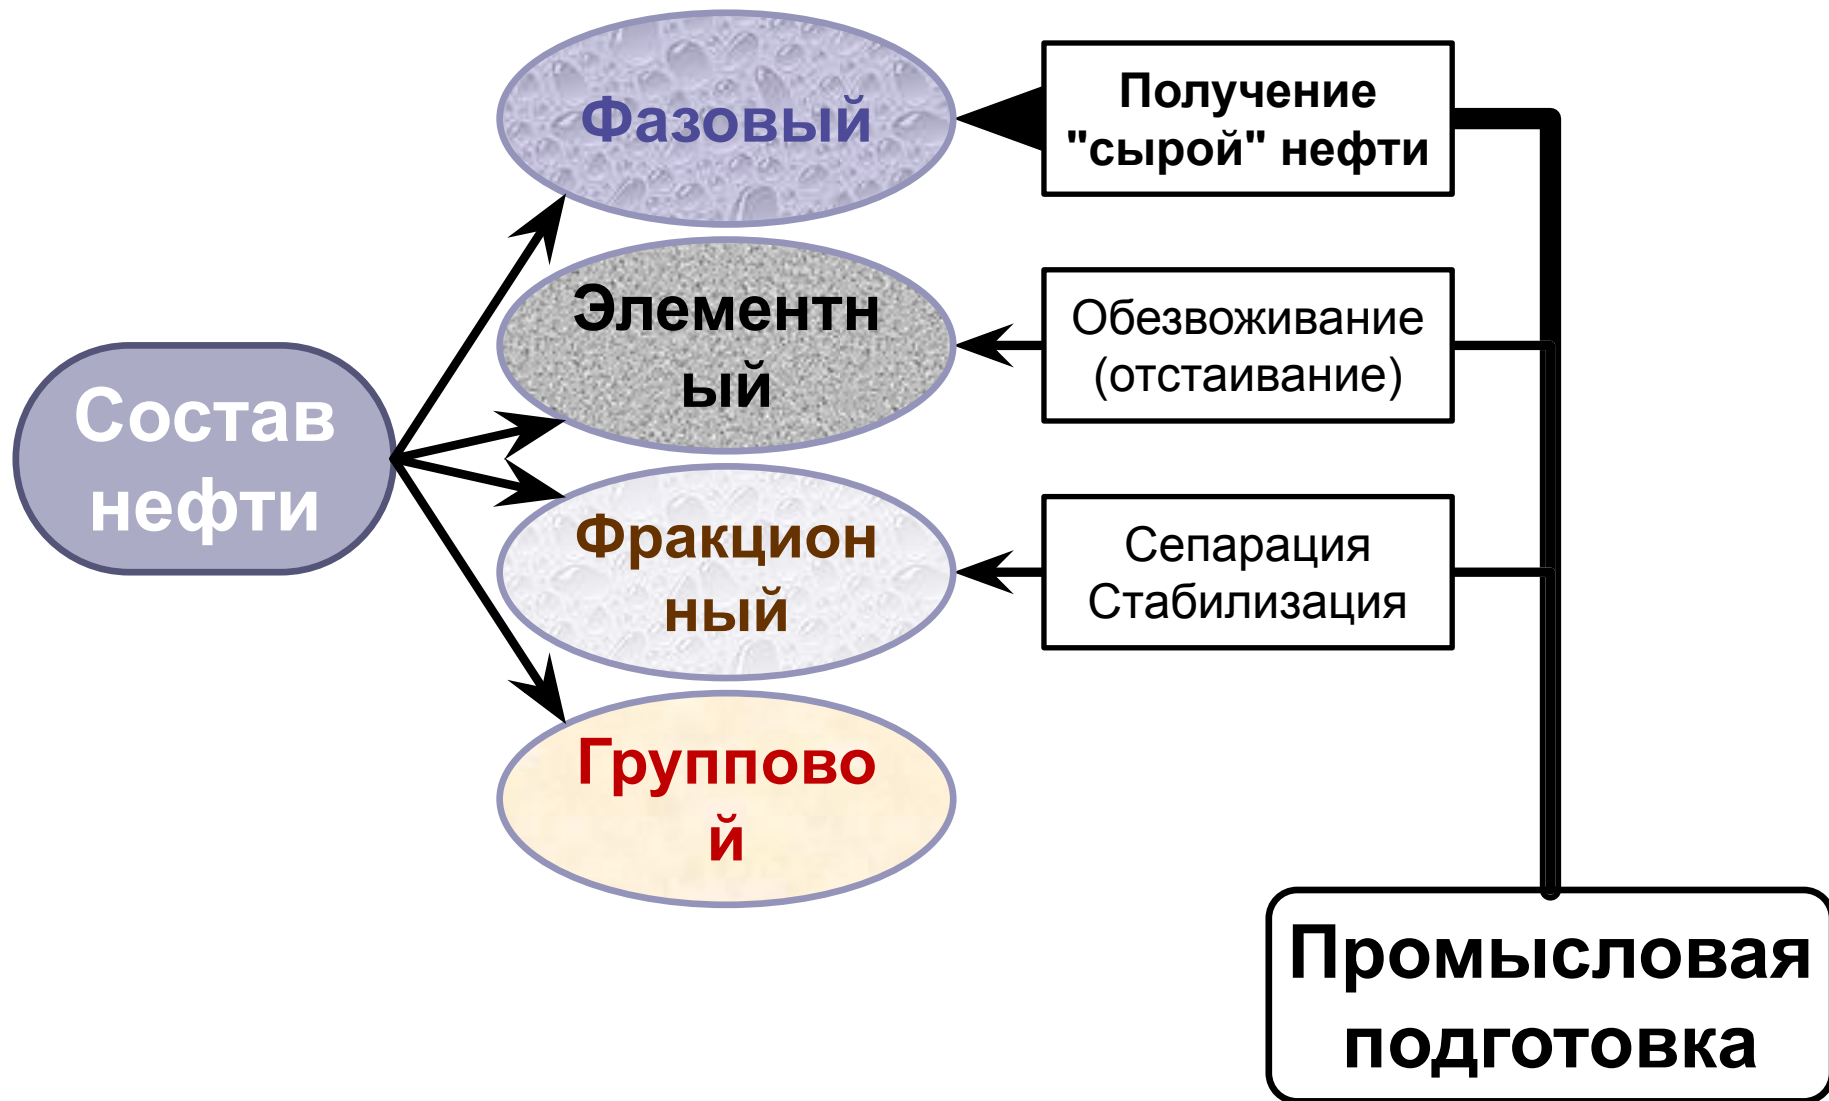 Состав
нефти
Фазовый
Элементн
ый
Фракцион
ный
Группово
й
Получение
"сырой" нефти
Обезвоживание
(отстаивание)
Сепарация
Стабилизация
Промысловая
подготовка